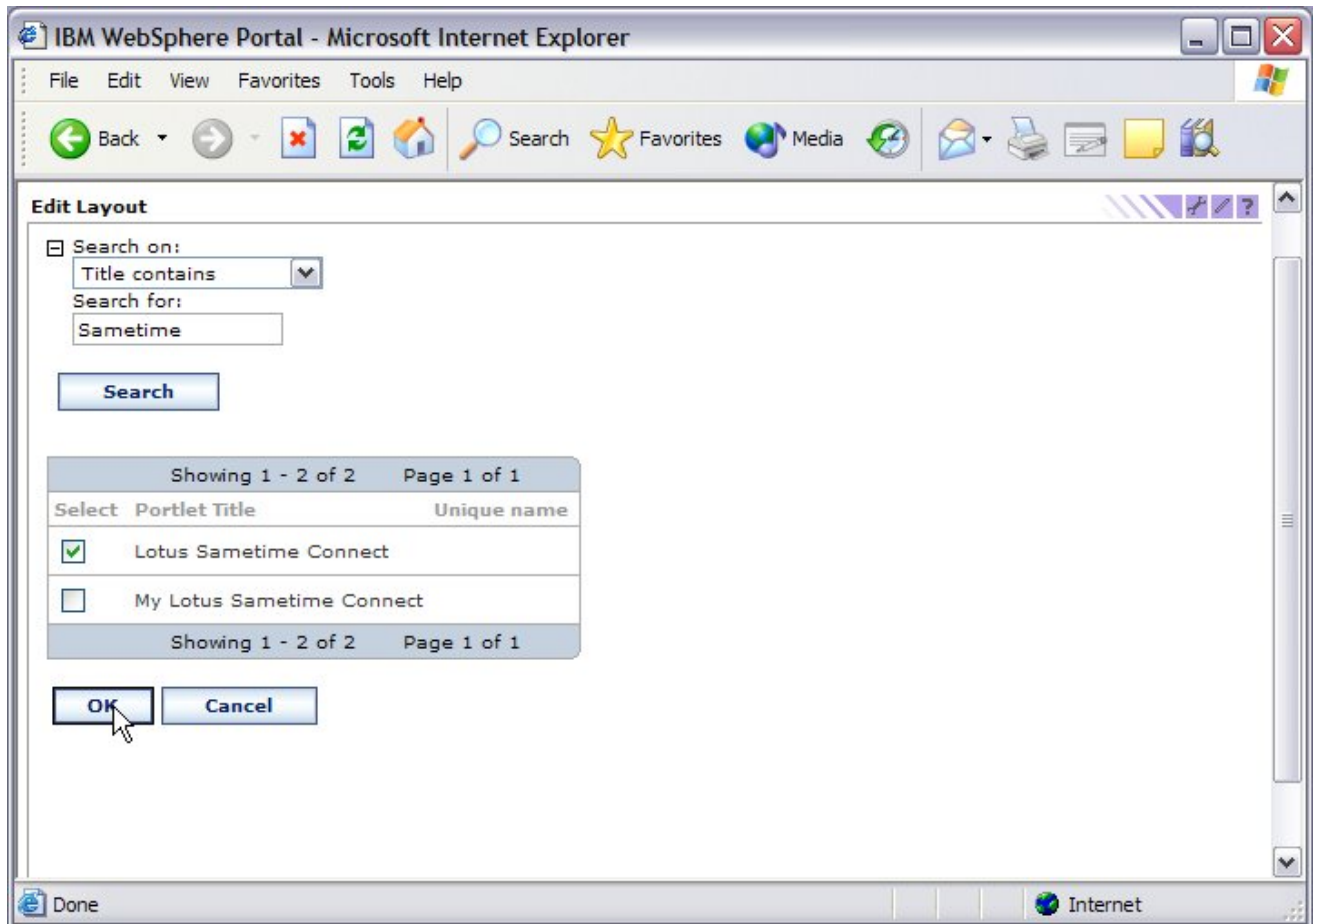 IBM WebSphere Portal - Microsoft Internet Explorer
File Edit View Favorites Tools Help
Back Search Favorites Media
Edit Layout
?
Search on:
Title contains
Search for:
Sametime
Search
Showing 1 - 2 of 2 Page 1 of 1
Select Portlet Title Unique name
Lotus Sametime Connect
My Lotus Sametime Connect
Showing 1 - 2 of 2 Page 1 of 1
OK Cancel
Done Internet